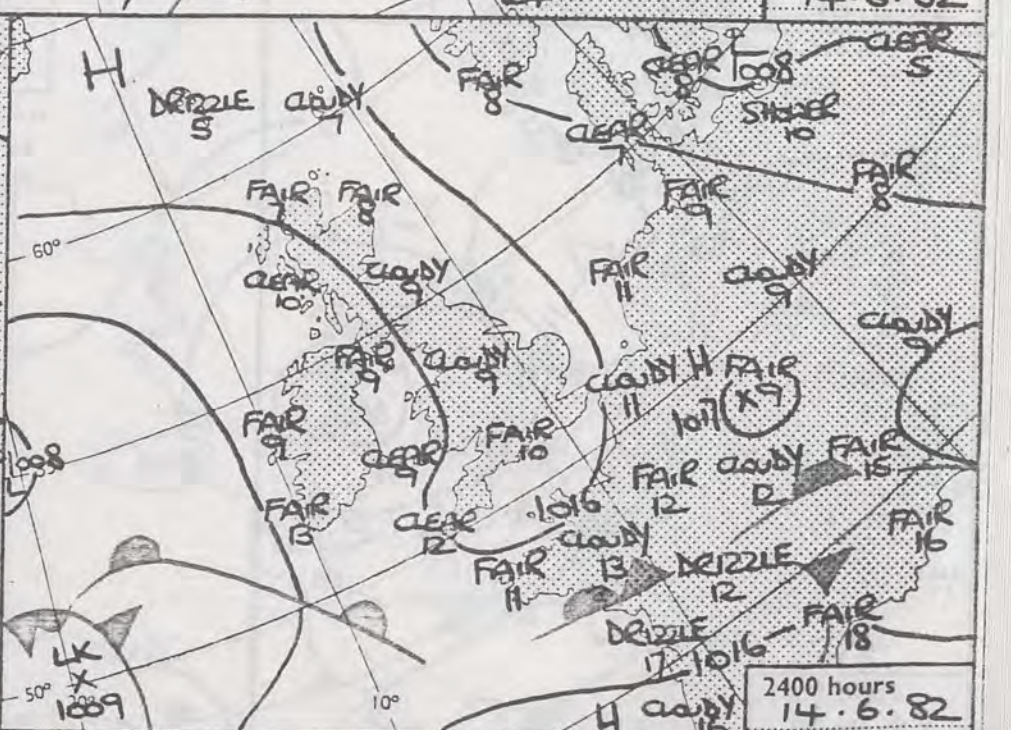 14.6.82
H
DRIZZLE
5
CLOUDY
7
FAIR
8
CLEAR
8
L
1008
CLEAR
5
SHOWER
10
CLEAR
7
FAIR
FAIR
8
FAIR
9
FAIR
60°
CLEAR
10
CLOUDY
9
FAIR
11
CLOUDY
9
CLOUDY
9
FAIR
9
CLOUDY
9
CLOUDY
11
H
FAIR
X 9
1017
FAIR
9
CLEAR
9
FAIR
10
1008
L
FAIR
12
CLOUDY
12
FAIR
15
FAIR
13
CLEAR
12
1016
CLOUDY
13
FAIR
16
FAIR
11
DRIZZLE
12
DRIZZLE
17
1016
FAIR
18
X
1009
50°
20°
10°
H
CLOUDY
2400 hours
14.6.82